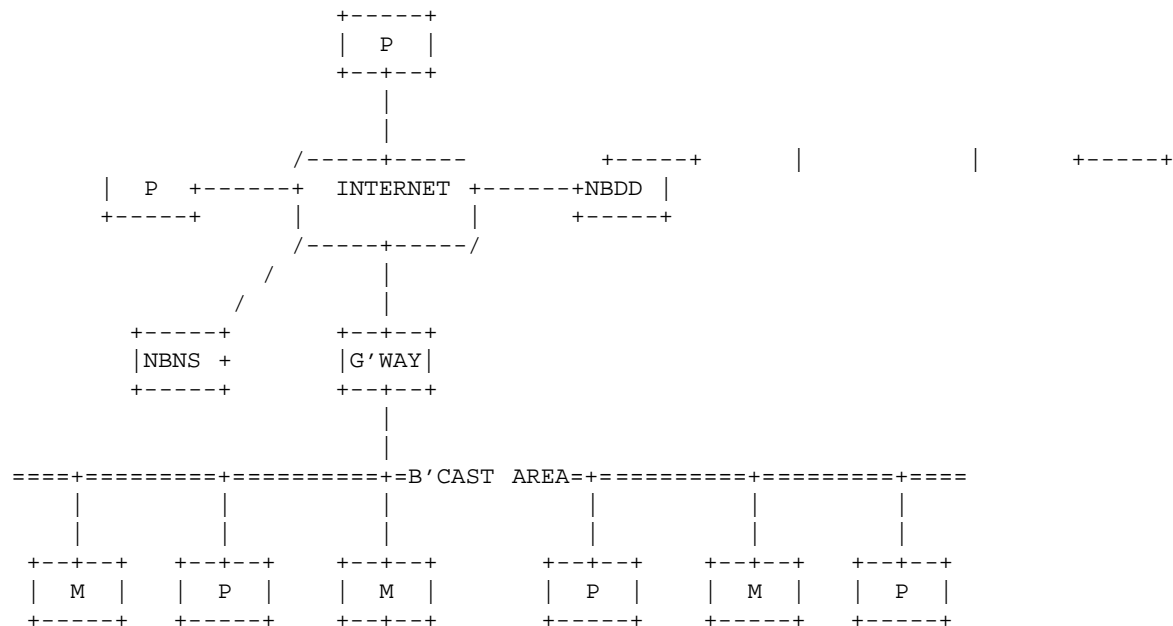 +-----+
|  P  |
+--+--+
|
|
/-----+-----          +-----+       |            |      +-----+
|  P  +------+  INTERNET +------+NBDD |
+-----+      |           |      +-----+
/-----+-----/
/        |
/          |
+-----+       +--+--+
|NBNS +       |G'WAY|
+-----+       +--+--+
|
|
====+=========+==========+=B'CAST AREA=+==========+=========+====
|         |          |             |          |         |
|         |          |             |          |         |
+--+--+   +--+--+    +--+--+       +--+--+    +--+--+   +--+--+
|  M  |   |  P  |    |  M  |       |  P  |    |  M  |   |  P  |
+-----+   +-----+    +--+--+       +-----+    +-----+   +-----+